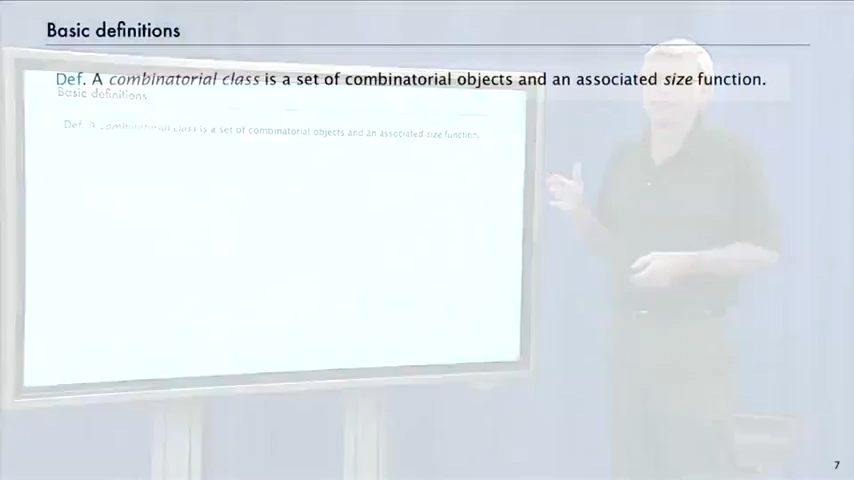 Basic definitions
Def. A combinatorial class is a set of combinatorial objects and an associated size function.
Basic definitions
Def. A combinatorial class is a set of combinatorial objects and an associated size function.
7